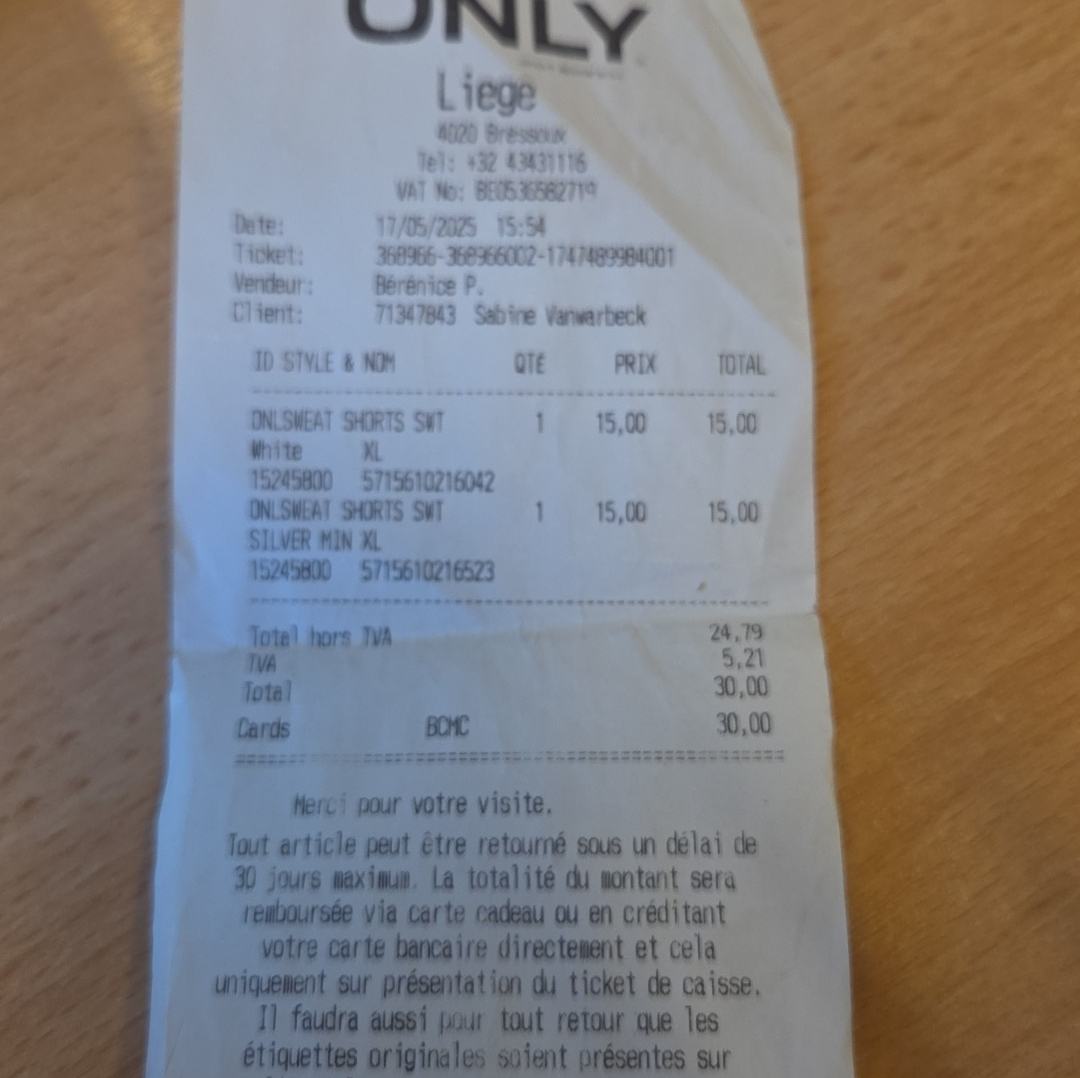 ONLY
Liege
4020 Bressoux
Tel: +32 43431116
VAT No: BE0536582719
Date: 17/05/2025 15:54
Ticket: 368966-368966002-1747489984001
Vendeur: Bérénice P.
Client: 71347843 Sabine Vanwarbeck
ID STYLE & NOM QTÉ PRIX TOTAL
ONLSWEAT SHORTS SWT 1 15,00 15,00
White XL
15245800 5715610216042
ONLSWEAT SHORTS SWT 1 15,00 15,00
SILVER MIN XL
15245800 5715610216523
Total hors TVA 24,79
TVA 5,21
Total 30,00
Cards BCMC 30,00
Merci pour votre visite.
Tout article peut être retourné sous un délai de
30 jours maximum. La totalité du montant sera
remboursée via carte cadeau ou en créditant
votre carte bancaire directement et cela
uniquement sur présentation du ticket de caisse.
Il faudra aussi pour tout retour que les
étiquettes originales soient présentes sur